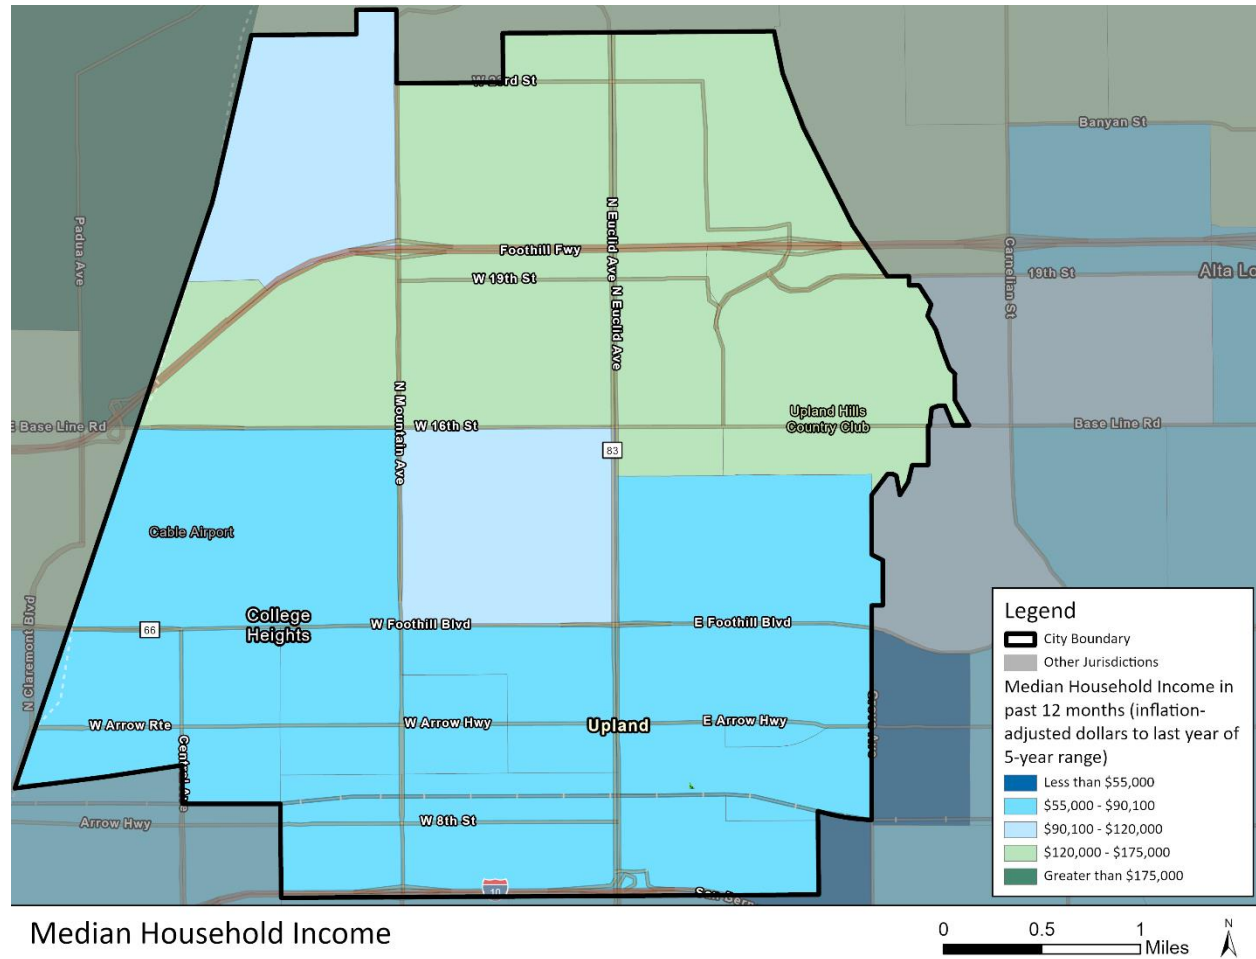 W 23rd St
Banyan St
Padua Ave
N Euclid Ave
N Euclid Ave
Carnelian St
Foothill Fwy
W 19th St
19th St
Alta Lo
N Mountain Ave
Upland Hills
Country Club
E Base Line Rd
W 16th St
Base Line Rd
83
Cable Airport
N Claremont Blvd
College
Heights
66
W Foothill Blvd
E Foothill Blvd
W Arrow Rte
W Arrow Hwy
Upland
E Arrow Hwy
Central Ave
Arrow Hwy
W 8th St
10
San Bern
Legend
City Boundary
Other Jurisdictions
Median Household Income in
past 12 months (inflation-
adjusted dollars to last year of
5-year range)
Less than $55,000
$55,000 - $90,100
$90,100 - $120,000
$120,000 - $175,000
Greater than $175,000
Median Household Income
0 0.5 1
Miles
N